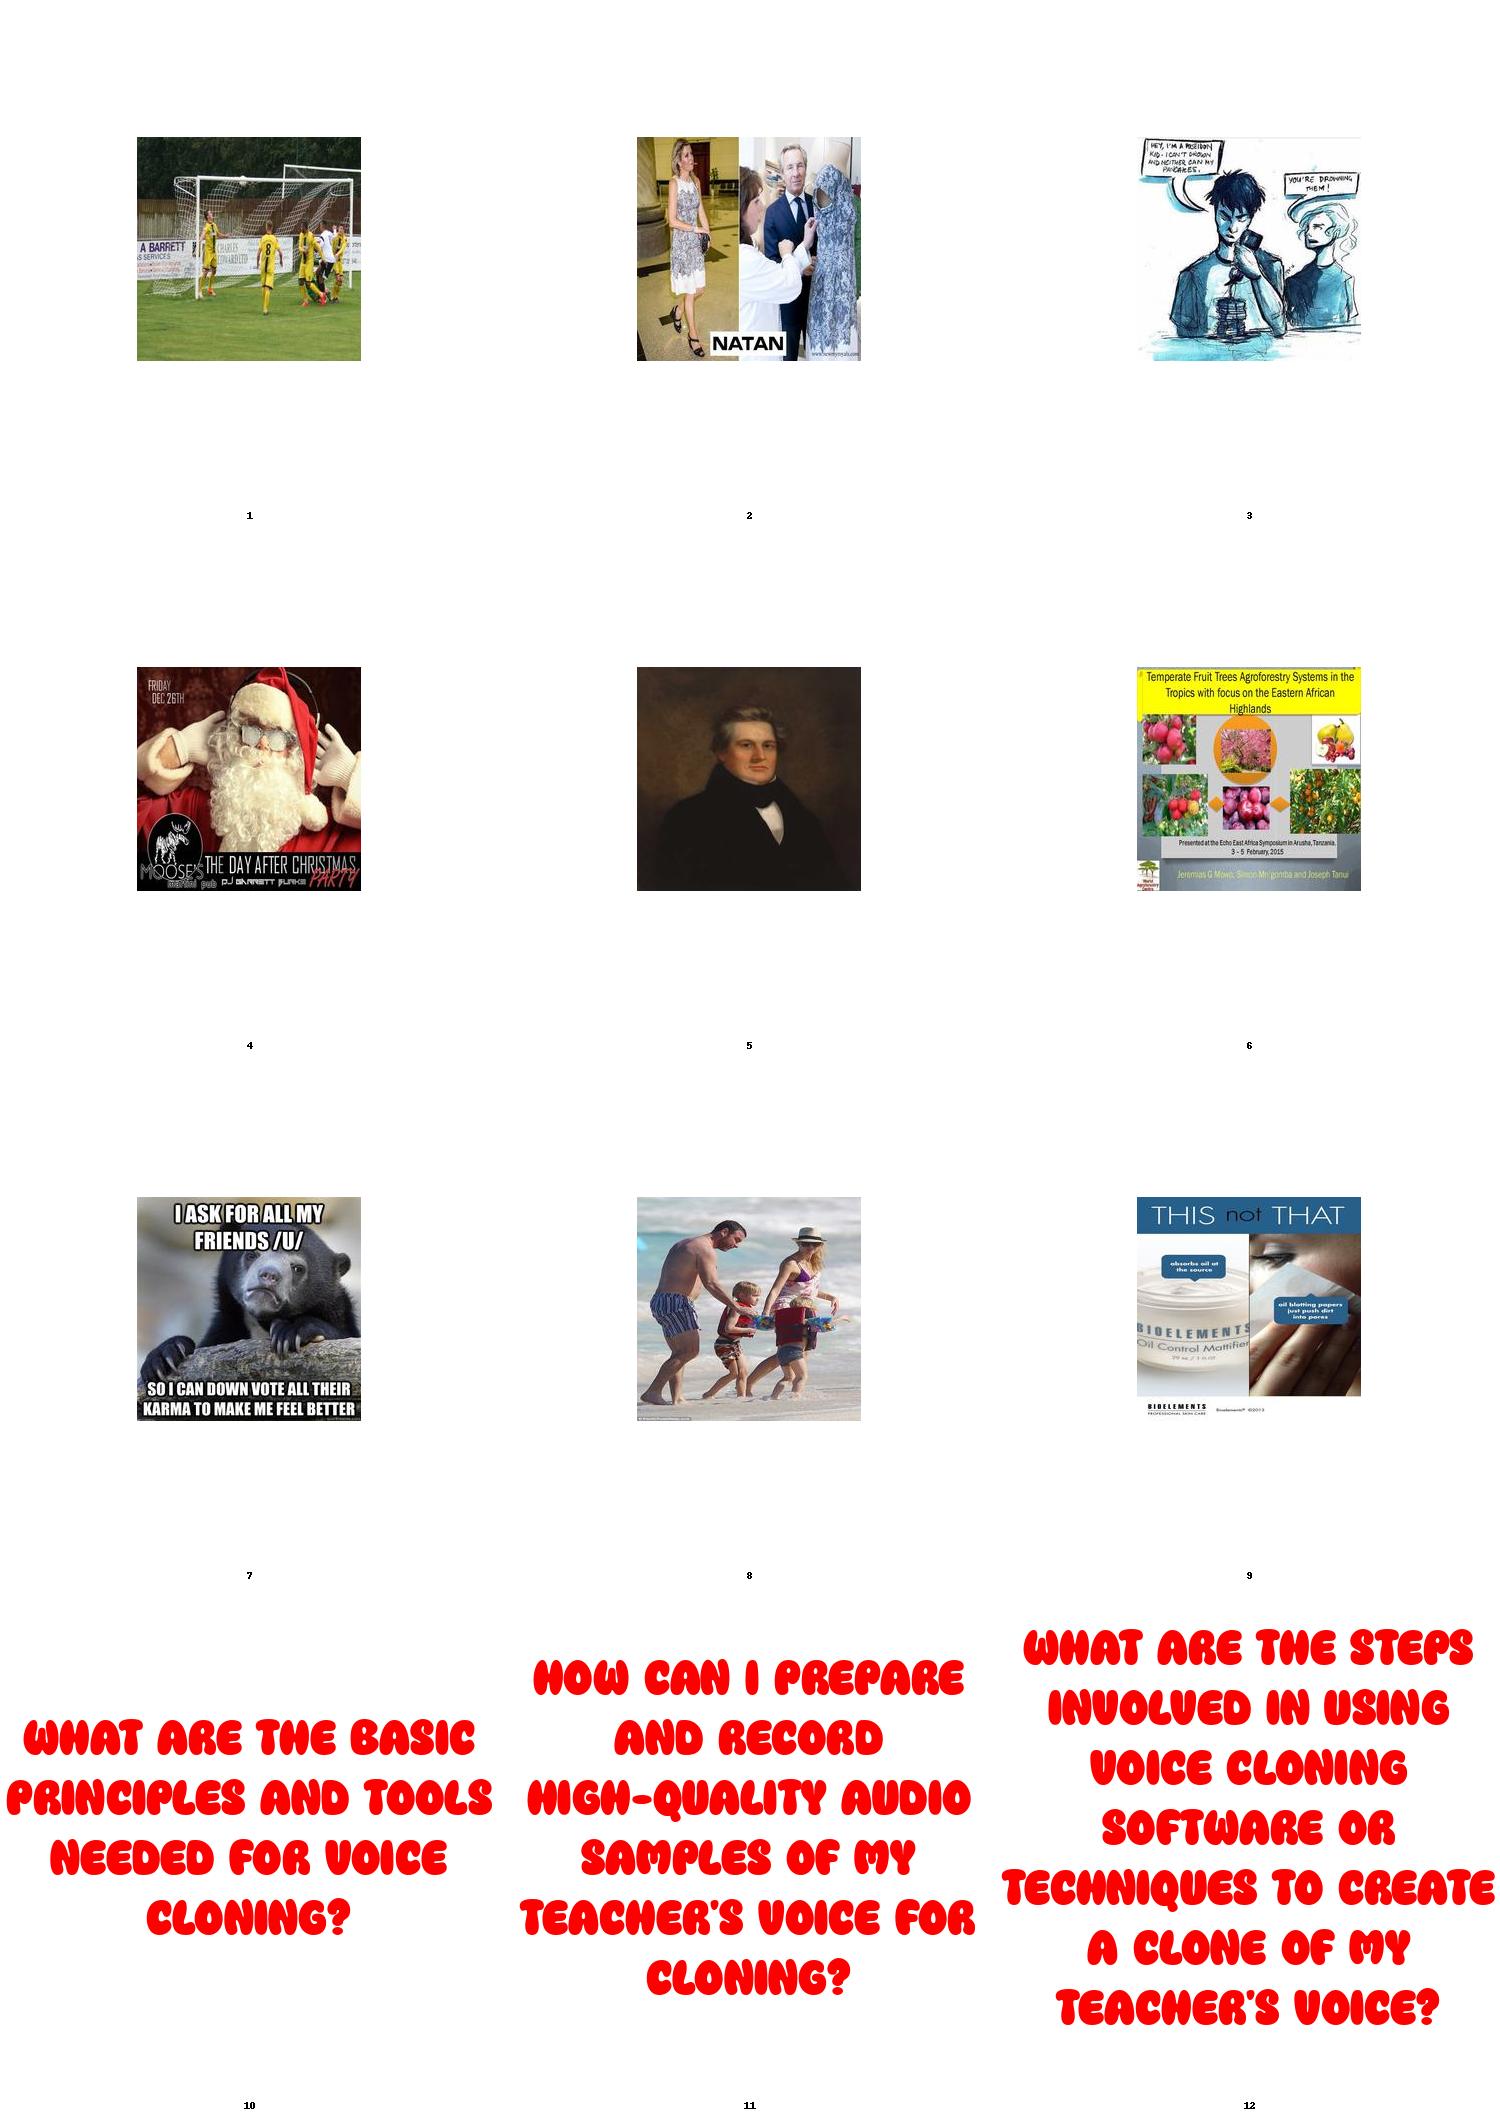 A BARRETT
SERVICES
CHARLES
EDWARD LTD
8
NATAN
HEY, I'M A POSEIDON
KID-I CAN'T DROWN
AND NEITHER CAN MY
PANCAKES.
YOU'RE DROWNING
THEM!
1
2
3
FRIDAY
DEC 26TH
MOOSE'S
martini pub
THE DAY AFTER CHRISTMAS
PARTY
DJ GARRETT BURKE
Temperate Fruit Trees Agroforestry Systems in the
Tropics with focus on the Eastern African
Highlands
Presented at the Echo East Africa Symposium in Arusha, Tanzania,
3 - 5 February, 2015
World
Agroforestry
Centre
Jeremias G Mowo, Simon Mn'gomba and Joseph Tanui
4
5
6
I ASK FOR ALL MY
FRIENDS /U/
SO I CAN DOWN VOTE ALL THEIR
KARMA TO MAKE ME FEEL BETTER
THIS not THAT
absorbs oil at
the source
oil blotting papers
just push dirt
into pores
BIOELEMENTS
Oil Control Mattifier
BIOELEMENTS
PROFESSIONAL SKIN CARE
Bioelements® ©2013
7
8
9
WHAT ARE THE BASIC
PRINCIPLES AND TOOLS
NEEDED FOR VOICE
CLONING?
HOW CAN I PREPARE
AND RECORD
HIGH-QUALITY AUDIO
SAMPLES OF MY
TEACHER'S VOICE FOR
CLONING?
WHAT ARE THE STEPS
INVOLVED IN USING
VOICE CLONING
SOFTWARE OR
TECHNIQUES TO CREATE
A CLONE OF MY
TEACHER'S VOICE?
10
11
12